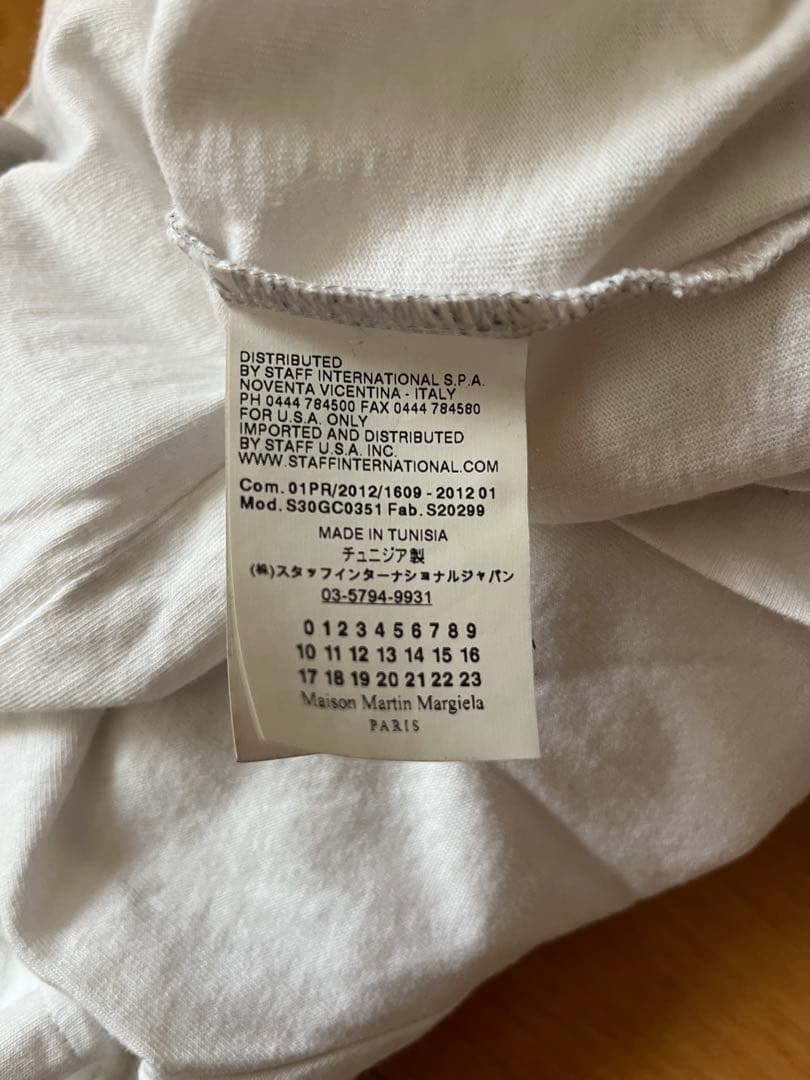 DISTRIBUTED
BY STAFF INTERNATIONAL S.P.A.
NOVENTA VICENTINA - ITALY
PH 0444 784500 FAX 0444 784580
FOR U.S.A. ONLY
IMPORTED AND DISTRIBUTED
BY STAFF U.S.A. INC.
WWW.STAFFINTERNATIONAL.COM
Com. 01PR/2012/1609 - 2012 01
Mod. S30GC0351 Fab. S20299
MADE IN TUNISIA
チュニジア製
(株)スタッフインターナショナルジャパン
03-5794-9931
0 1 2 3 4 5 6 7 8 9
10 11 12 13 14 15 16
17 18 19 20 21 22 23
Maison Martin Margiela
PARIS